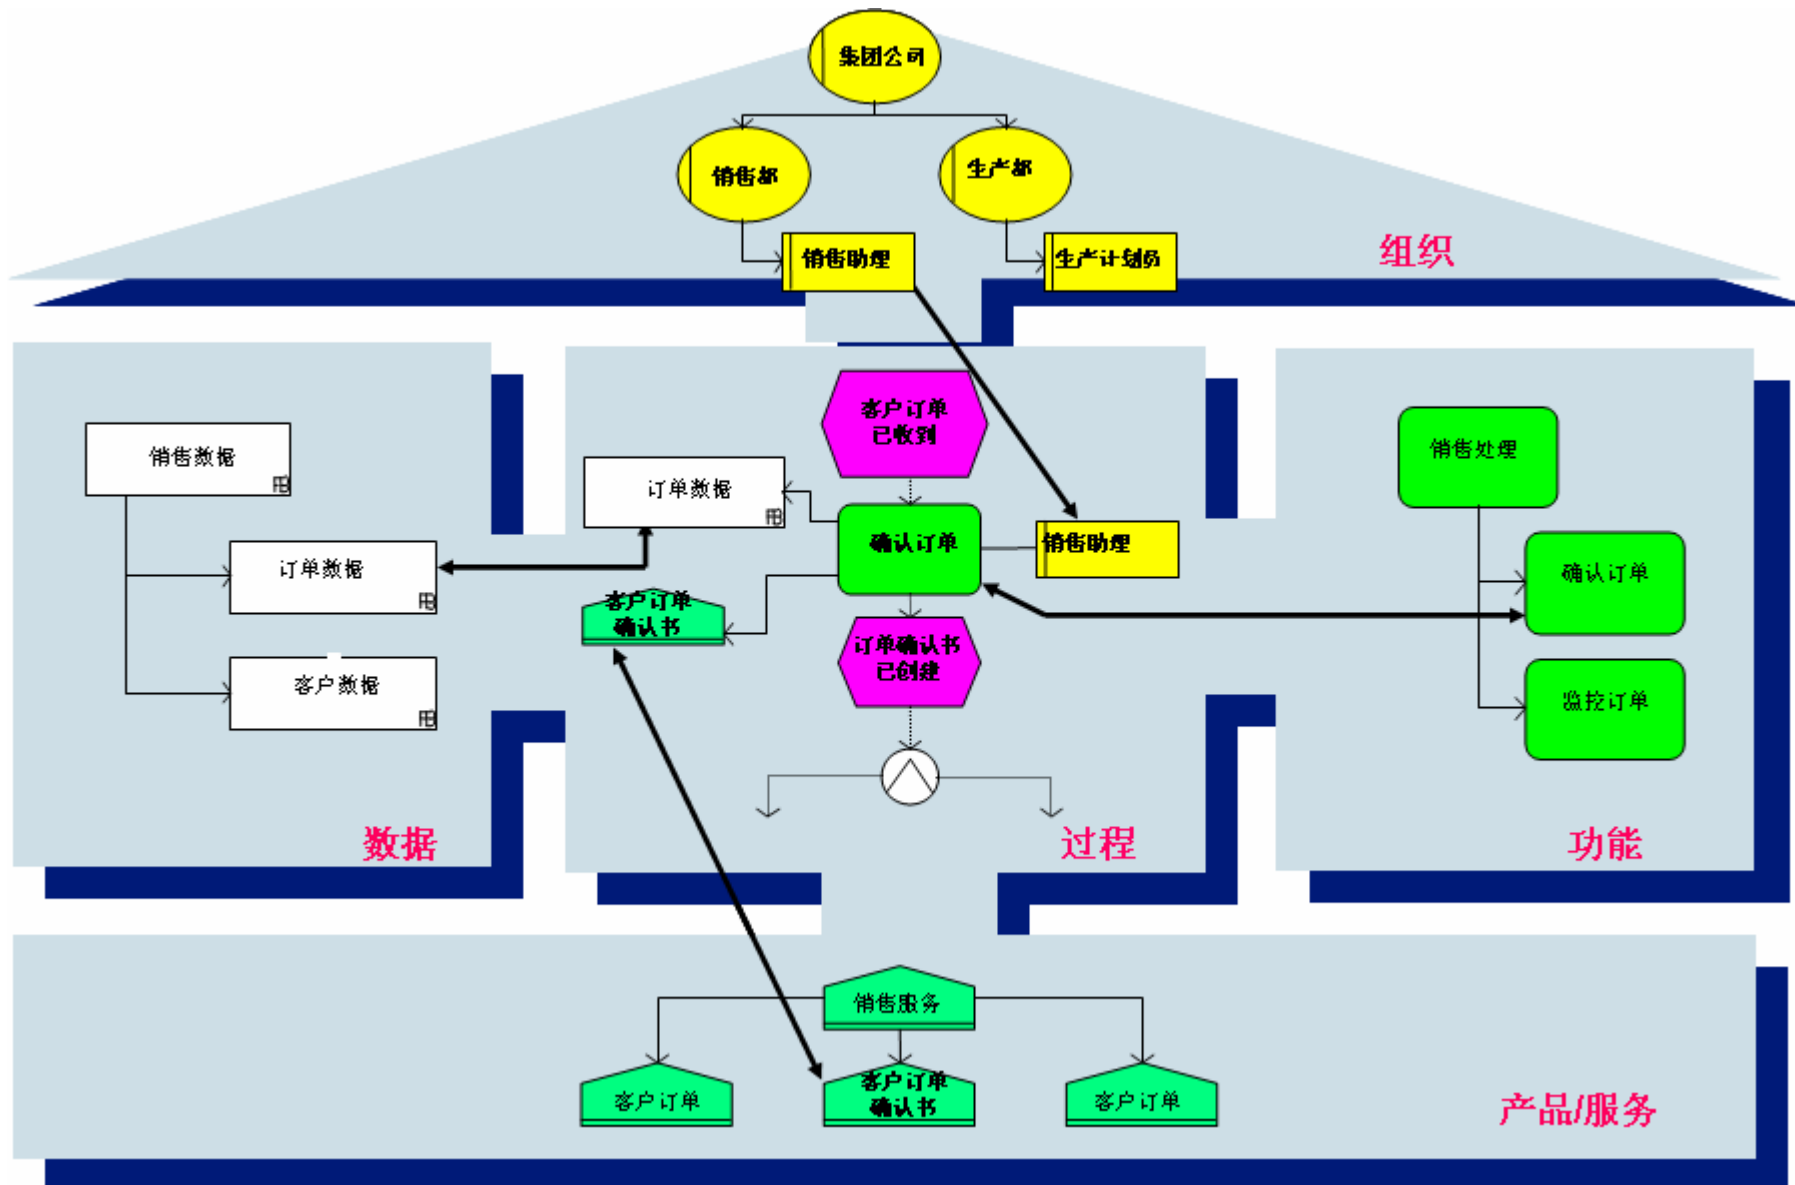 集团公司
销售部
生产部
销售助理
生产计划员
组织
销售数据
订单数据
客户数据
数据
客户订单
已收到
订单数据
确认订单
销售助理
客户订单
确认书
订单确认书
已创建
过程
销售处理
确认订单
监控订单
功能
销售服务
客户订单
客户订单
确认书
客户订单
产品/服务